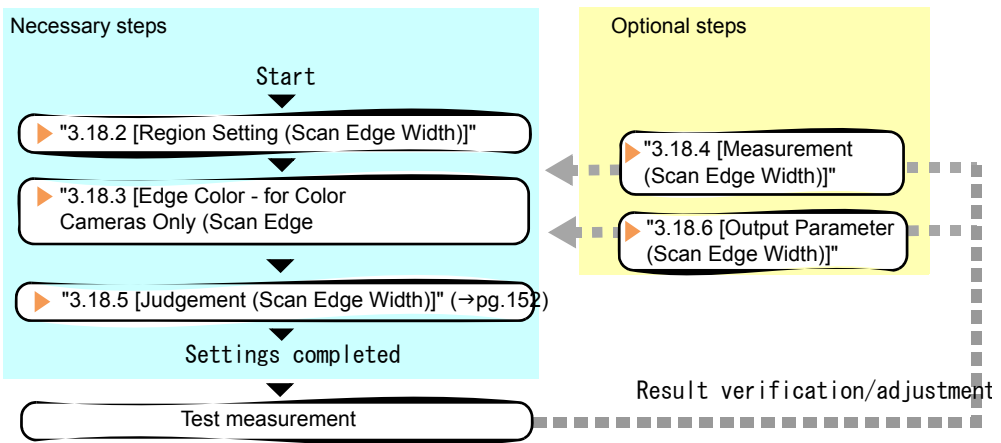 Necessary steps
Start
"3.18.2 [Region Setting (Scan Edge Width)]"
"3.18.3 [Edge Color - for Color
Cameras Only (Scan Edge
"3.18.5 [Judgement (Scan Edge Width)]" (→pg.152)
Settings completed
Test measurement
Optional steps
"3.18.4 [Measurement
(Scan Edge Width)]"
"3.18.6 [Output Parameter
(Scan Edge Width)]"
Result verification/adjustment